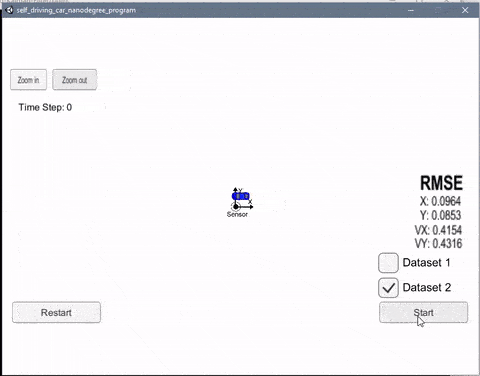 self_driving_car_nanodegree_program
Zoom in
Zoom out
Time Step: 0
Y
X
Sensor
RMSE
X: 0.0964
Y: 0.0853
VX: 0.4154
VY: 0.4316
Dataset 1
Dataset 2
Restart
Start